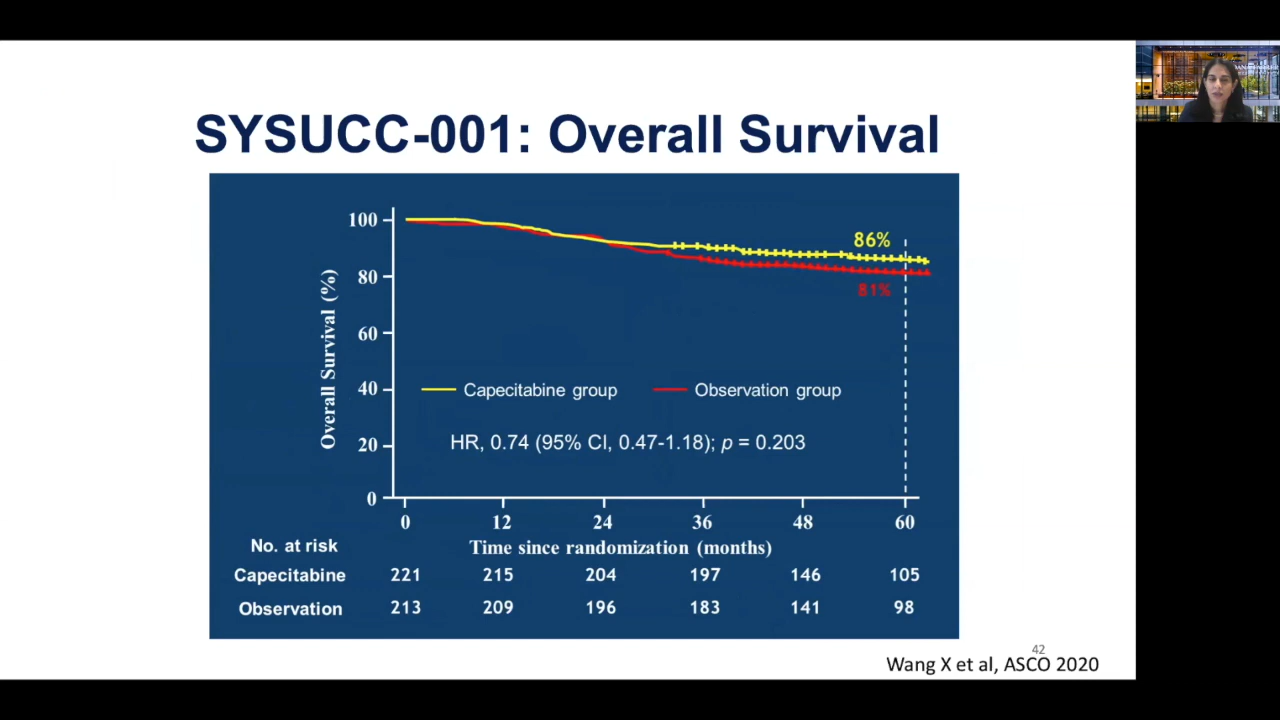 SYSUCC-001: Overall Survival
Overall Survival (%)
100
80
60
40
20
0
86%
81%
Capecitabine group
Observation group
HR, 0.74 (95% CI, 0.47-1.18); p = 0.203
0 12 24 36 48 60
Time since randomization (months)
No. at risk
Capecitabine 221 215 204 197 146 105
Observation 213 209 196 183 141 98
42
Wang X et al, ASCO 2020